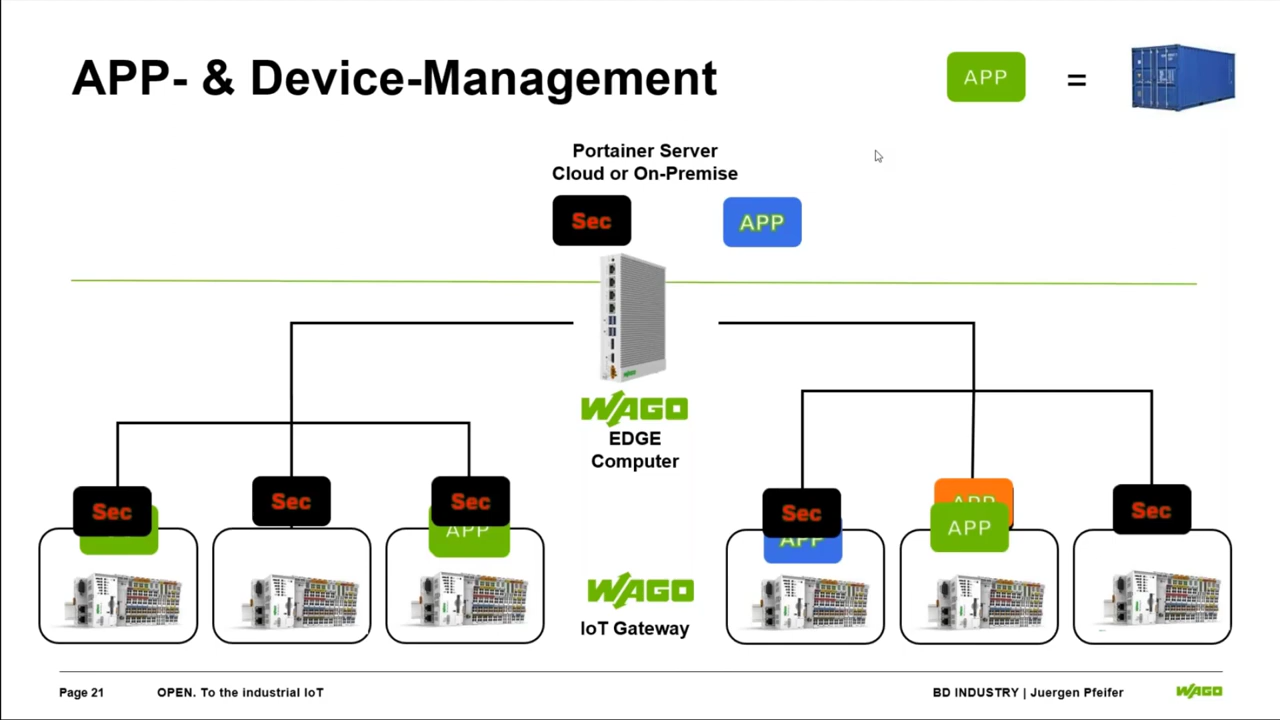 APP- & Device-Management
APP
=
Portainer Server
Cloud or On-Premise
Sec
APP
WAGO
EDGE
Computer
Sec
Sec
Sec
APP
Sec
APP
APP
APP
Sec
WAGO
IoT Gateway
Page 21
OPEN. To the industrial IoT
BD INDUSTRY | Juergen Pfeifer
WAGO